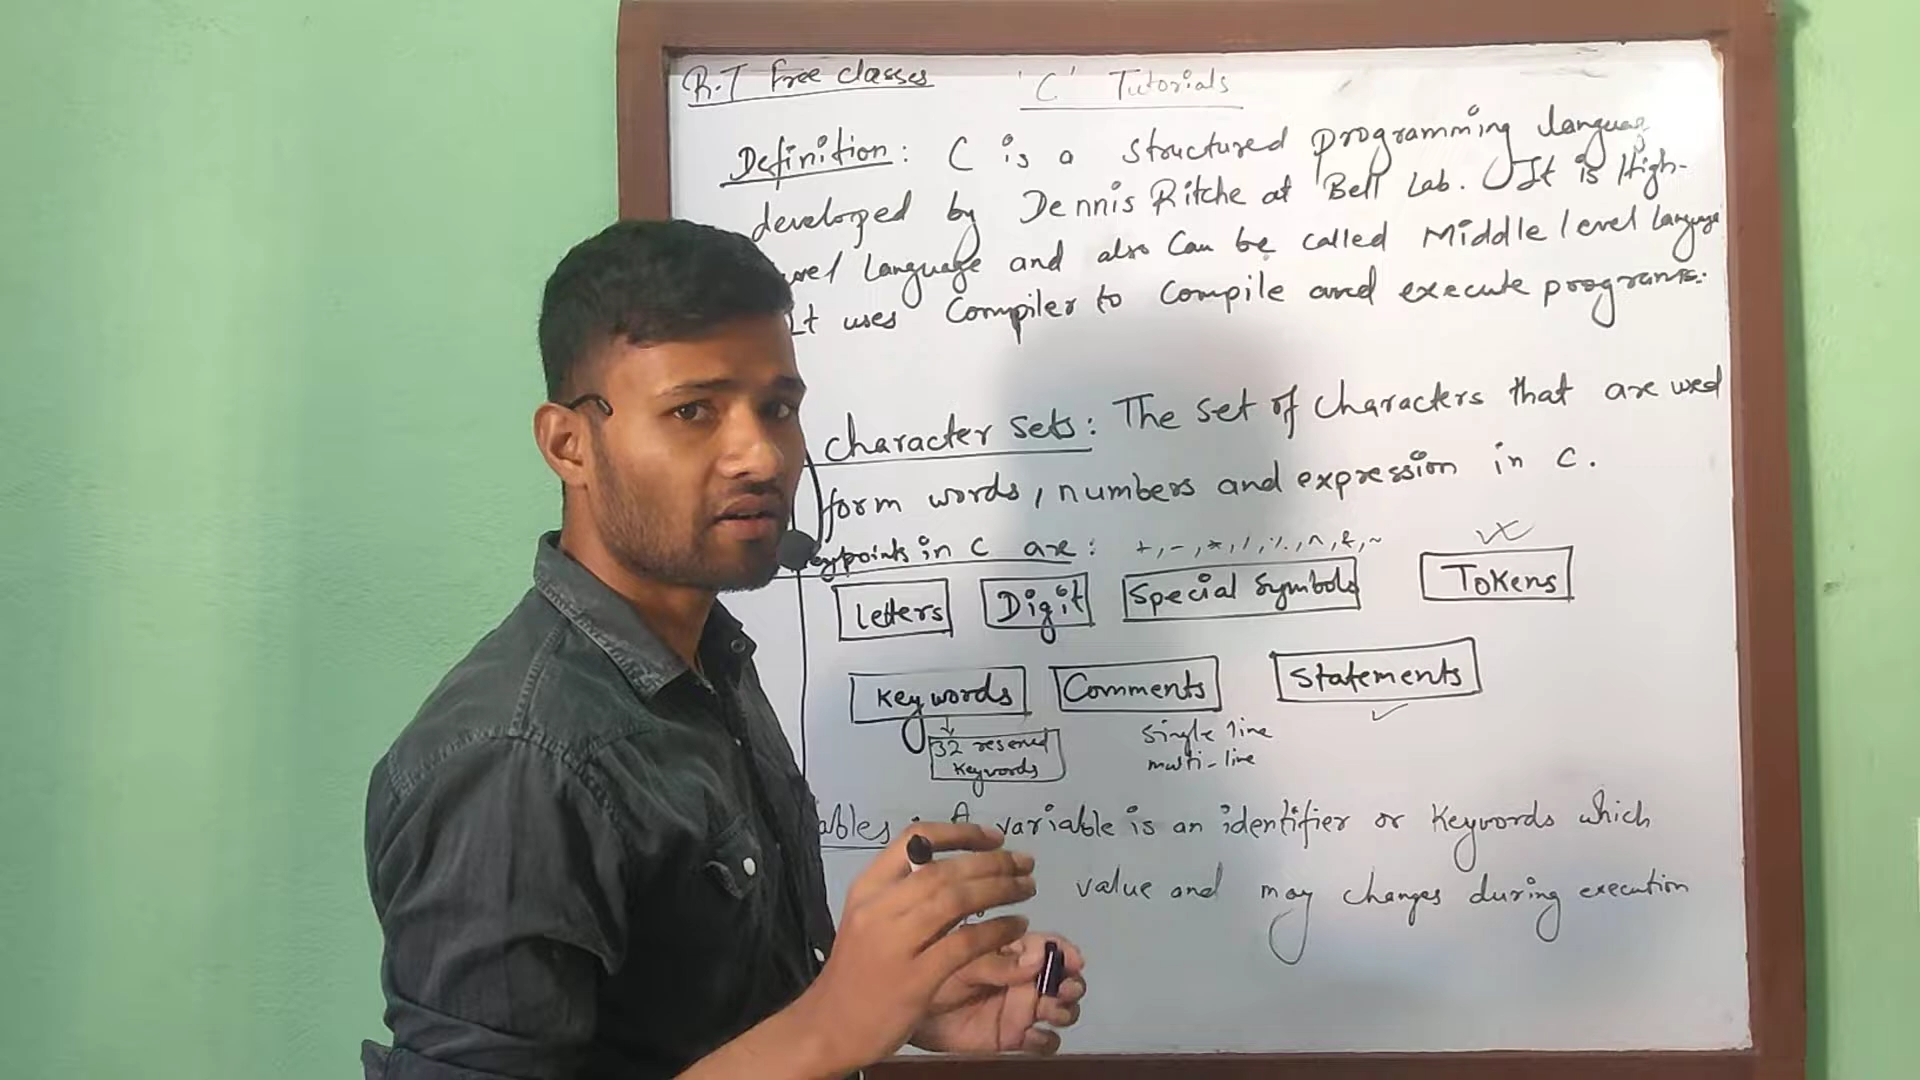 R.T Free classes
'C' Tutorials
Definition: C is a structured programming language
developed by Dennis Ritche at Bell Lab. It is High-
language and also Can be called Middle level language
It uses Compiler to Compile and execute programs.
character sets: The set of characters that are used
form words, numbers and expression in C.
keypoints in C are:
+, -, *, /, %, ^, &, ~
Letters
Digit
Special Symbols
Tokens
Keywords
Comments
Statements
32 reserved
keywords
Single line
multi-line
ables: A variable is an identifier or Keywords which
value and may changes during execution